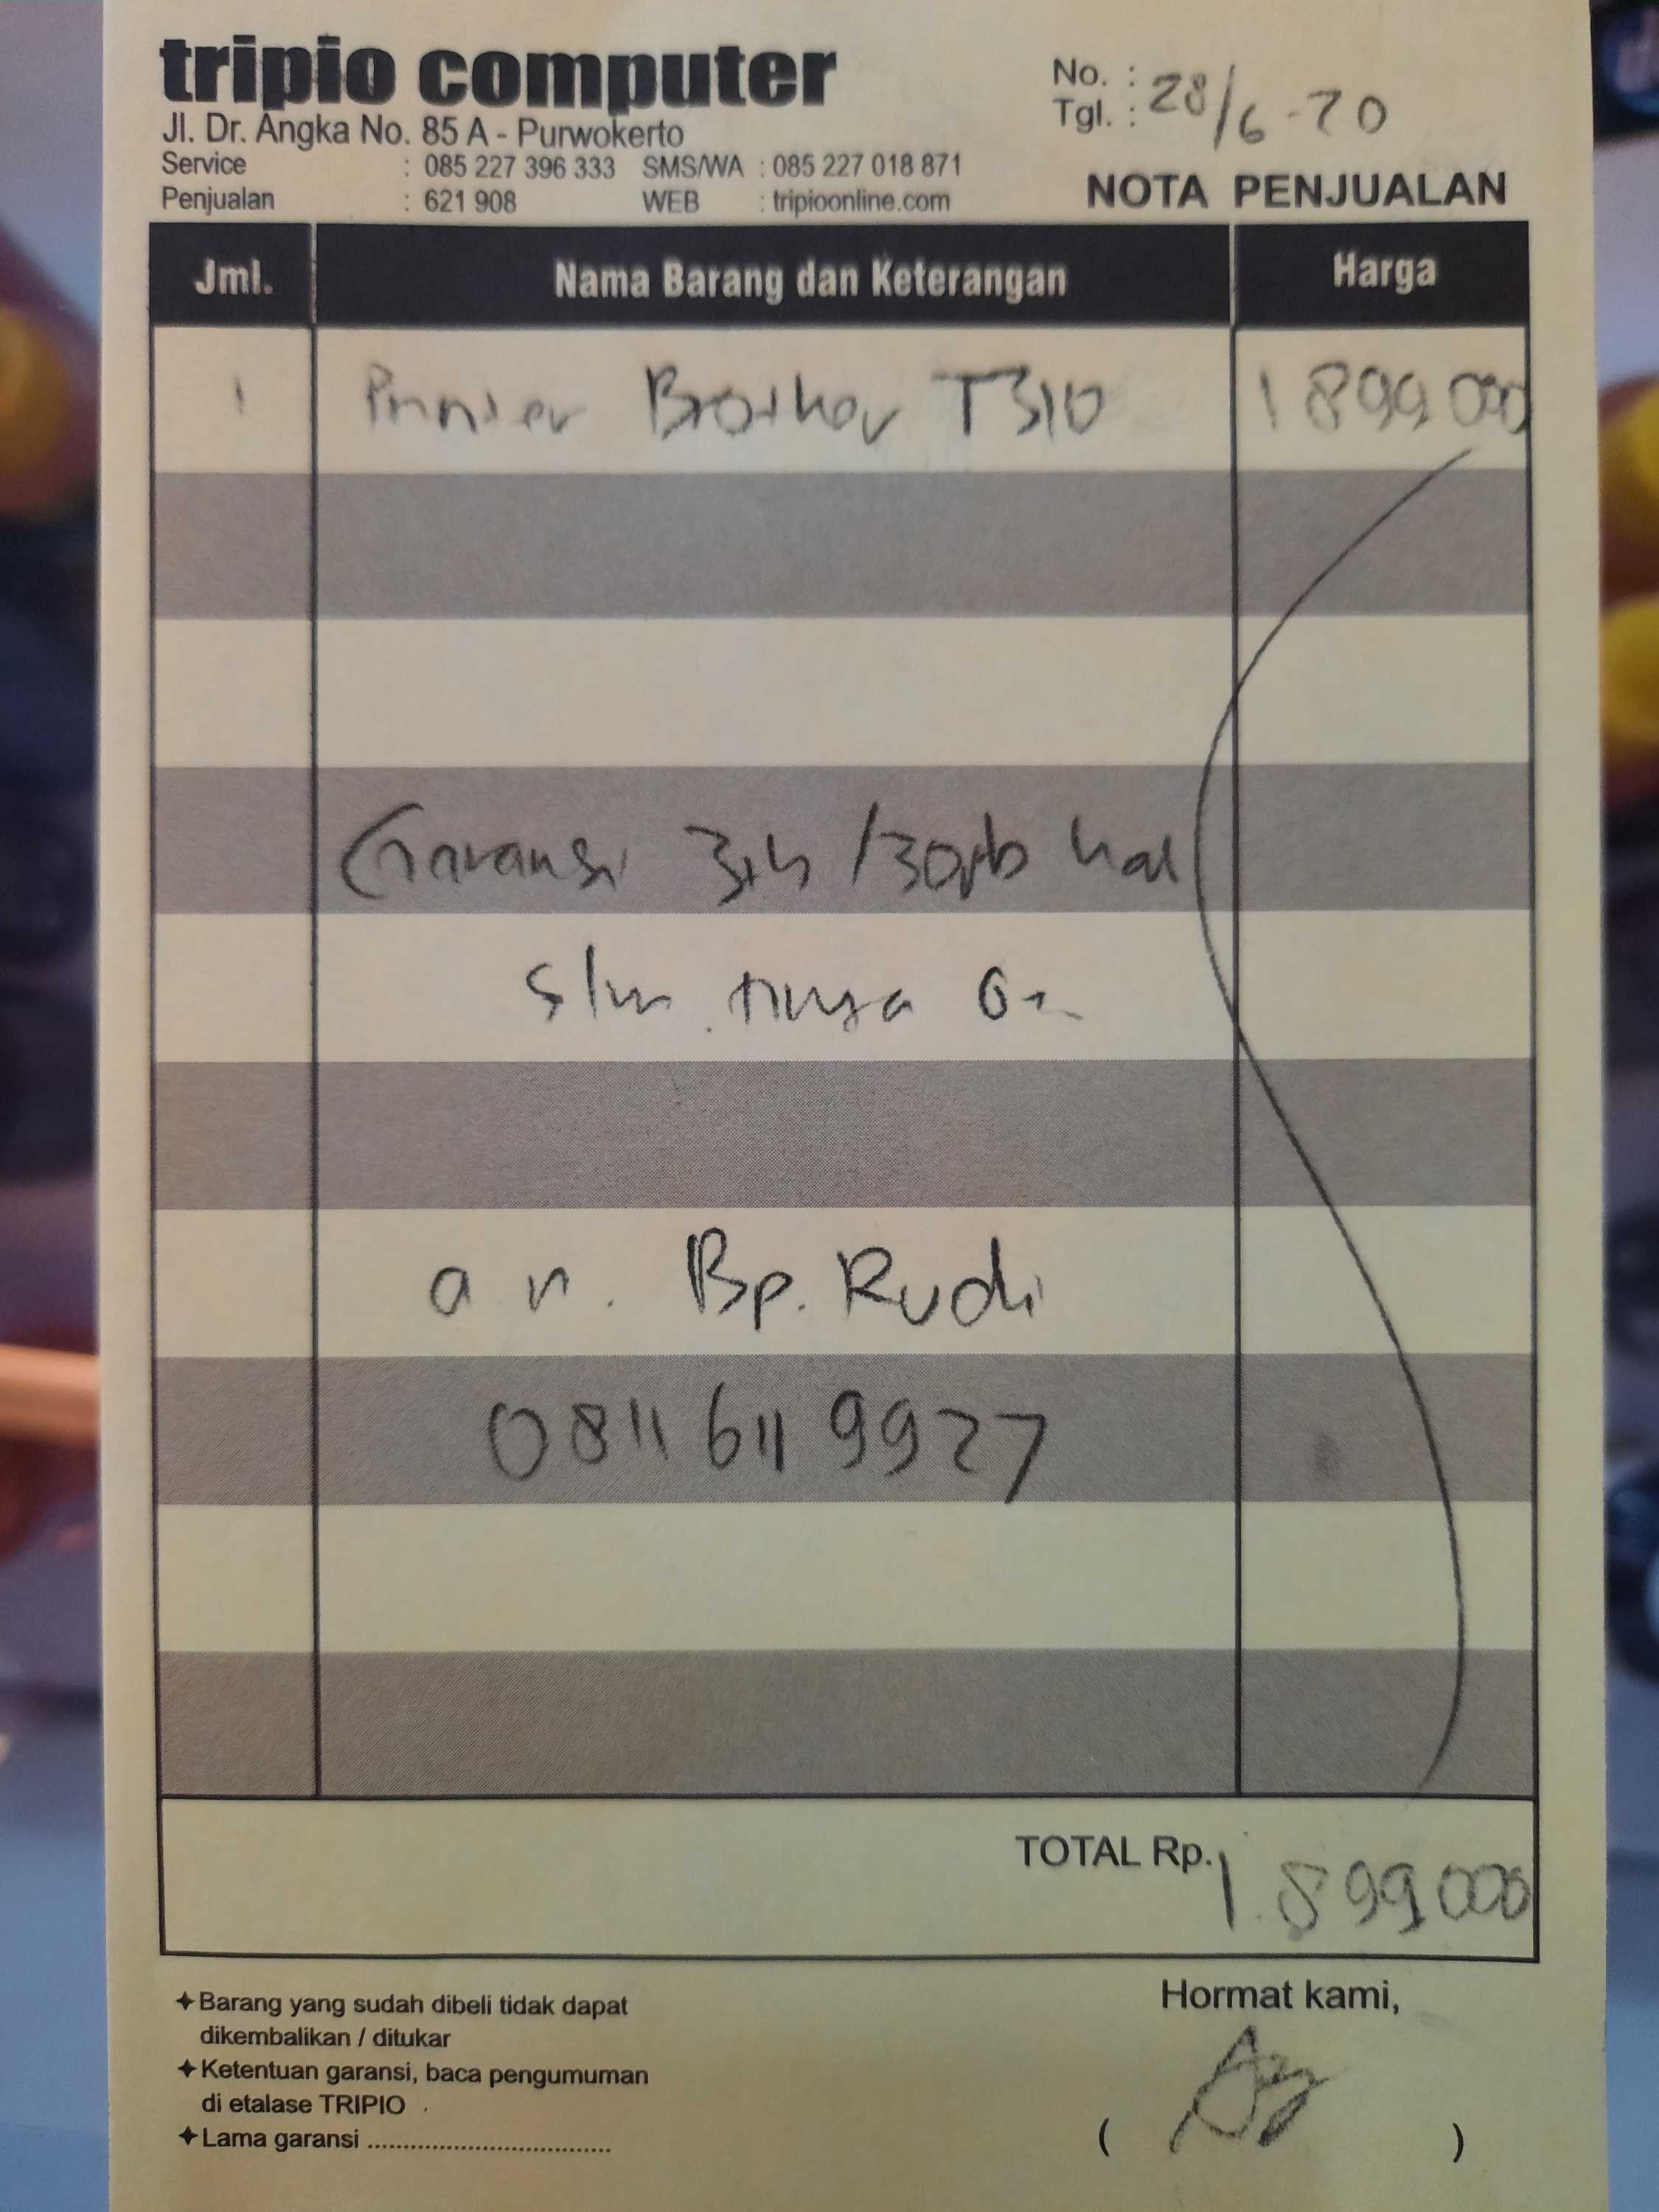 tripio computer
Jl. Dr. Angka No. 85 A - Purwokerto
Service : 085 227 396 333 SMS/WA : 085 227 018 871
Penjualan : 621 908 WEB : tripioonline.com
No. :
Tgl. : 28/6-20
NOTA PENJUALAN
Jml. Nama Barang dan Keterangan Harga
1 Printer Brother T310 1899000
Garansi 3th/30rb hal
a n. Bp. Rudi
08116119927
TOTAL Rp. 1.899000
✦Barang yang sudah dibeli tidak dapat
dikembalikan / ditukar
✦Ketentuan garansi, baca pengumuman
di etalase TRIPIO
✦Lama garansi ..................................
Hormat kami,
( )